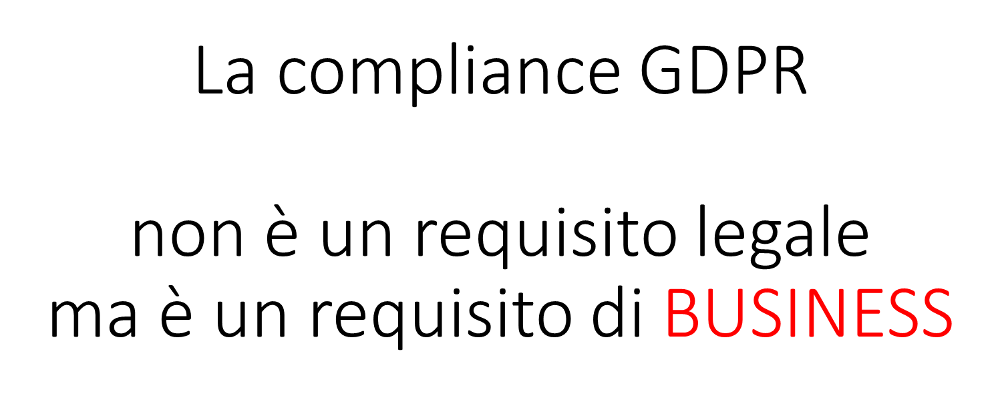 La compliance GDPR
non è un requisito legale
ma è un requisito di BUSINESS